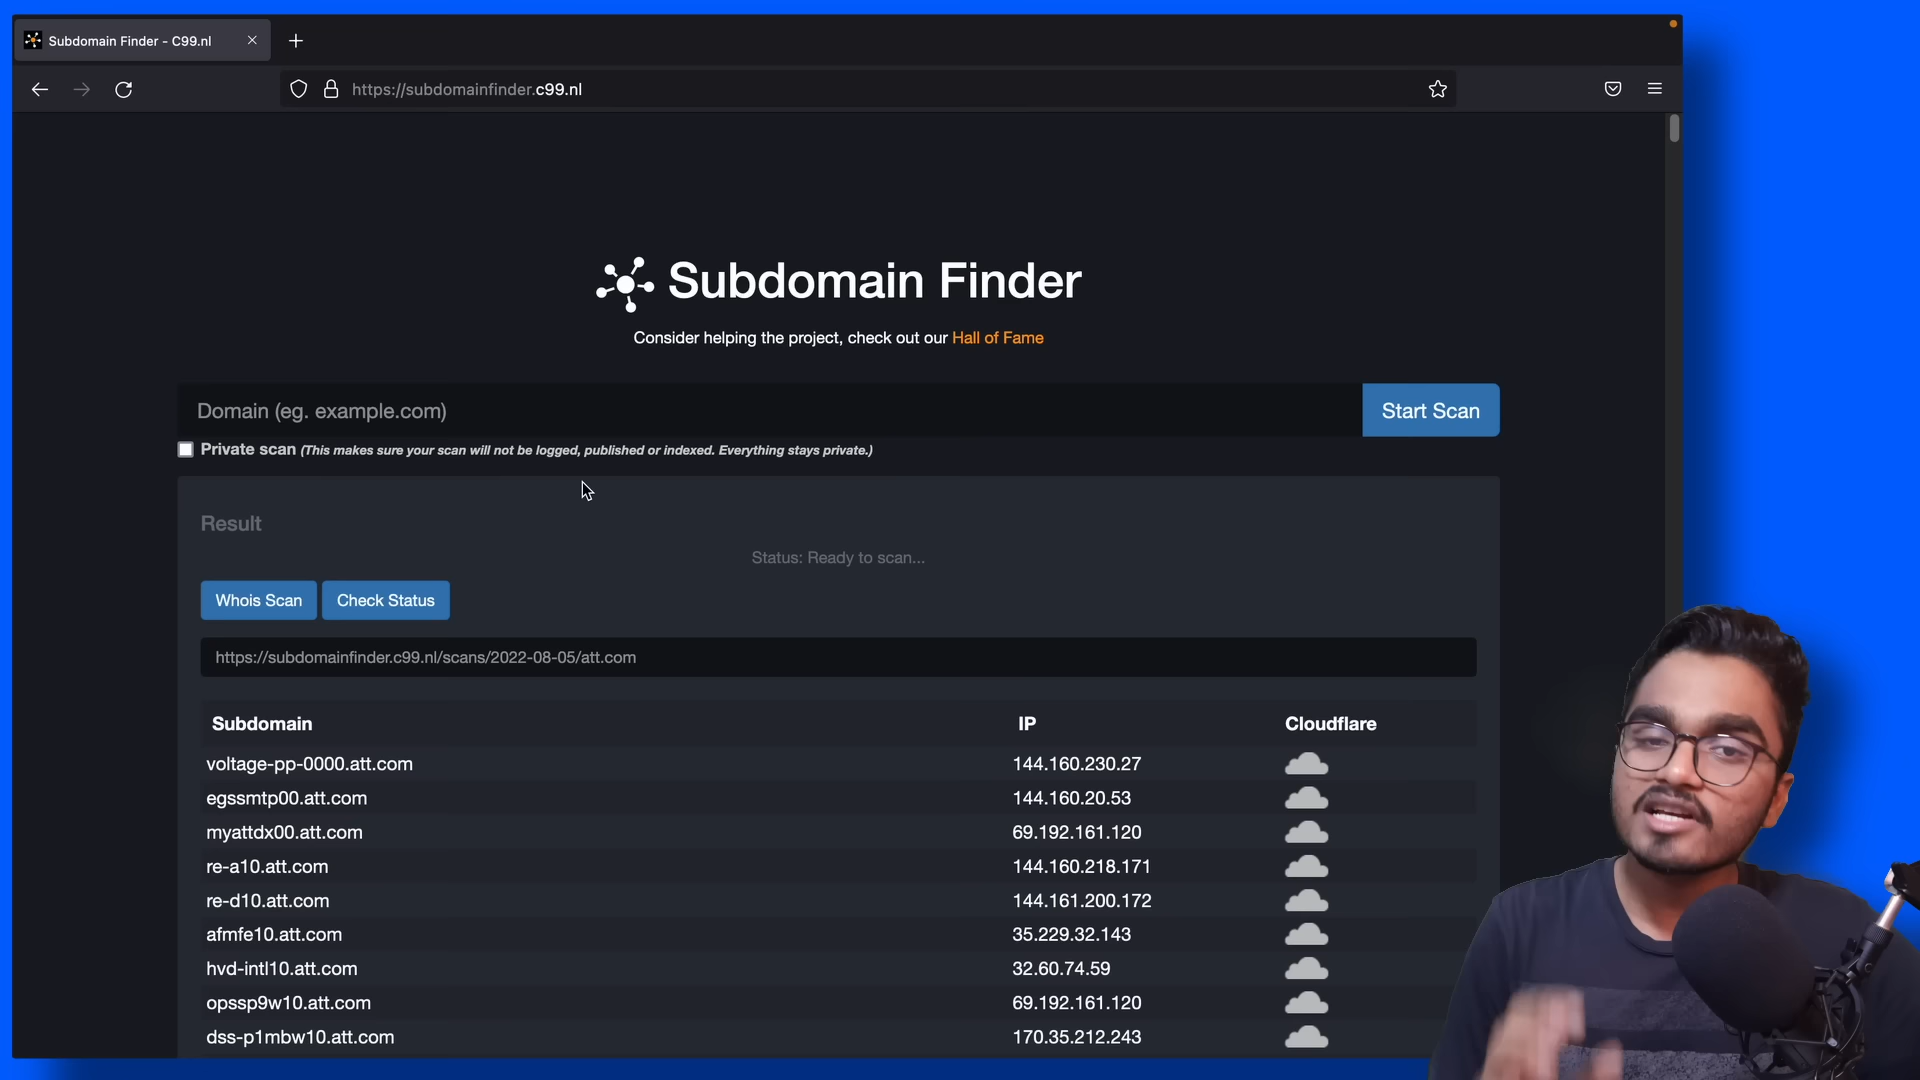 Subdomain Finder - C99.nl
https://subdomainfinder.c99.nl
Subdomain Finder
Consider helping the project, check out our Hall of Fame
Domain (eg. example.com)
Start Scan
Private scan (This makes sure your scan will not be logged, published or indexed. Everything stays private.)
Result
Status: Ready to scan...
Whois Scan
Check Status
https://subdomainfinder.c99.nl/scans/2022-08-05/att.com
Subdomain IP Cloudflare
voltage-pp-0000.att.com 144.160.230.27
egssmtp00.att.com 144.160.20.53
myattdx00.att.com 69.192.161.120
re-a10.att.com 144.160.218.171
re-d10.att.com 144.161.200.172
afmfe10.att.com 35.229.32.143
hvd-intl10.att.com 32.60.74.59
opssp9w10.att.com 69.192.161.120
dss-p1mbw10.att.com 170.35.212.243